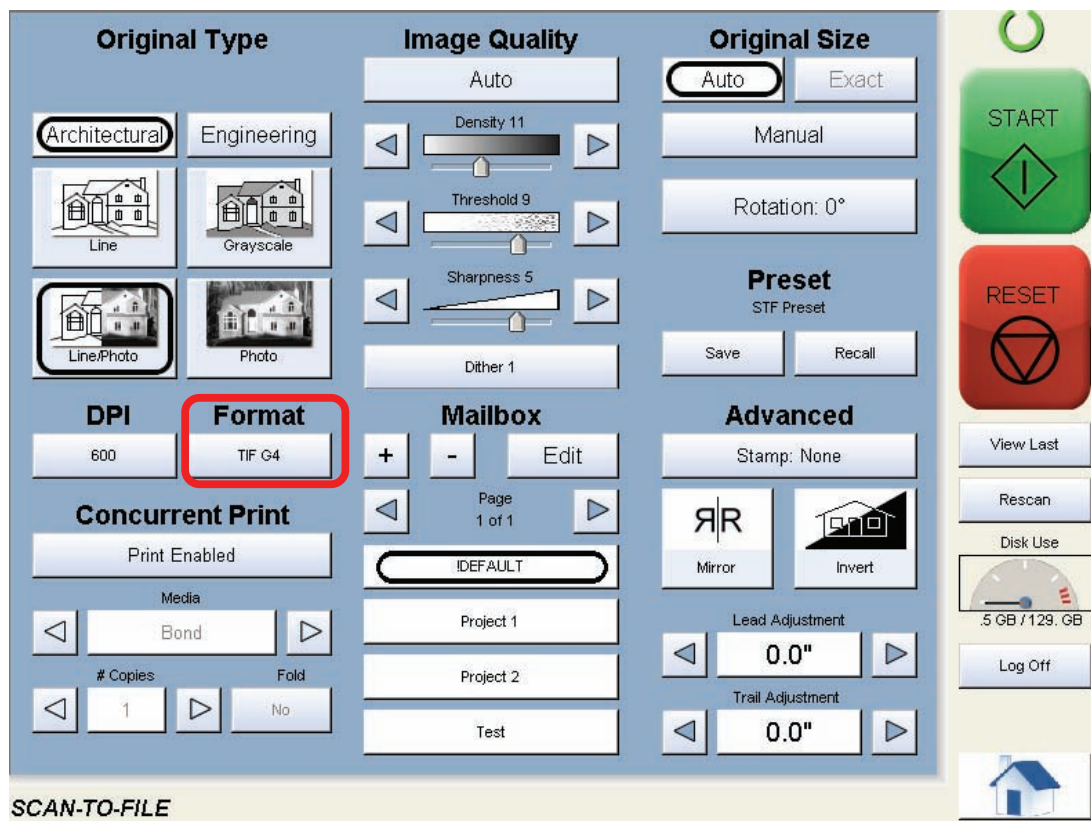 Original Type
Architectural
Engineering
Line
Grayscale
Line/Photo
Photo
DPI
600
Format
TIF G4
Concurrent Print
Print Enabled
Media
Bond
# Copies
Fold
1
No
Image Quality
Auto
Density 11
Threshold 9
Sharpness 5
Dither 1
Mailbox
+
-
Edit
Page
1 of 1
!DEFAULT
Project 1
Project 2
Test
Original Size
Auto
Exact
Manual
Rotation: 0°
Preset
STF Preset
Save
Recall
Advanced
Stamp: None
ЯR
Mirror
Invert
Lead Adjustment
0.0"
Trail Adjustment
0.0"
START
RESET
View Last
Rescan
Disk Use
.5 GB / 129. GB
Log Off
SCAN-TO-FILE